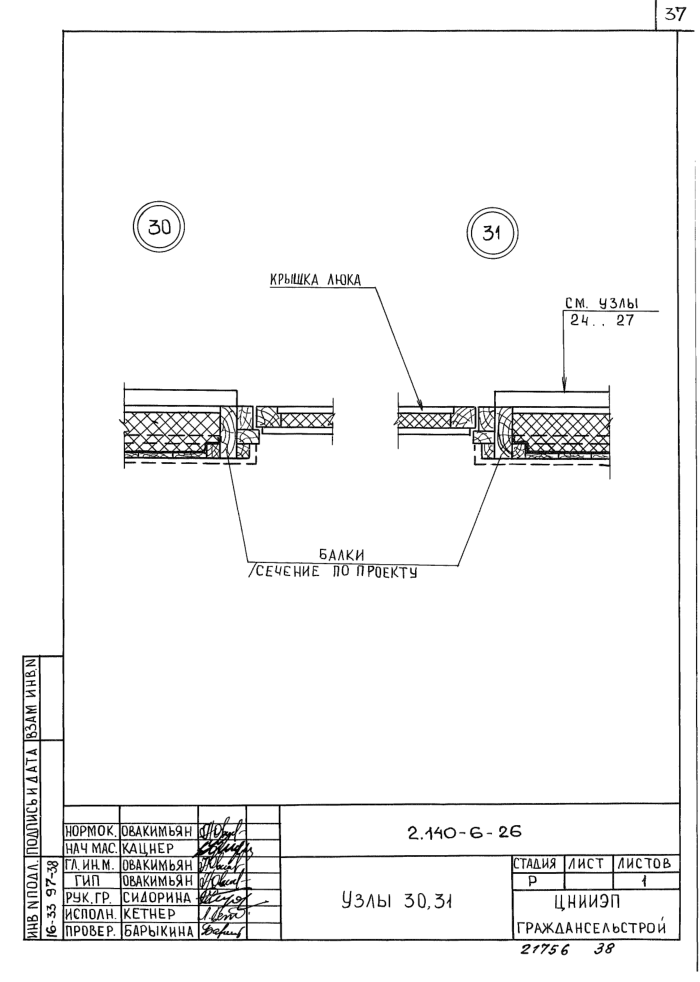 37
30
31
КРЫШКА ЛЮКА
СМ. УЗЛЫ
24.. 27
БАЛКИ
/СЕЧЕНИЕ ПО ПРОЕКТУ
ИНВ N ПОДЛ. ПОДПИСЬ И ДАТА ВЗАМ ИНВ.N
16-33 97-38
НОРМОК. ОВАКИМЬЯН
НАЧ МАС. КАЦНЕР
ГЛ. ИН.М. ОВАКИМЬЯН
ГИП ОВАКИМЬЯН
РУК. ГР. СИДОРИНА
ИСПОЛН. КЕТНЕР
ПРОВЕР. БАРЫКИНА
2.140-6-26
УЗЛЫ 30,31
СТАДИЯ ЛИСТ ЛИСТОВ
Р 1
ЦНИИЭП
ГРАЖДАНСЕЛЬСТРОЙ
21756 38